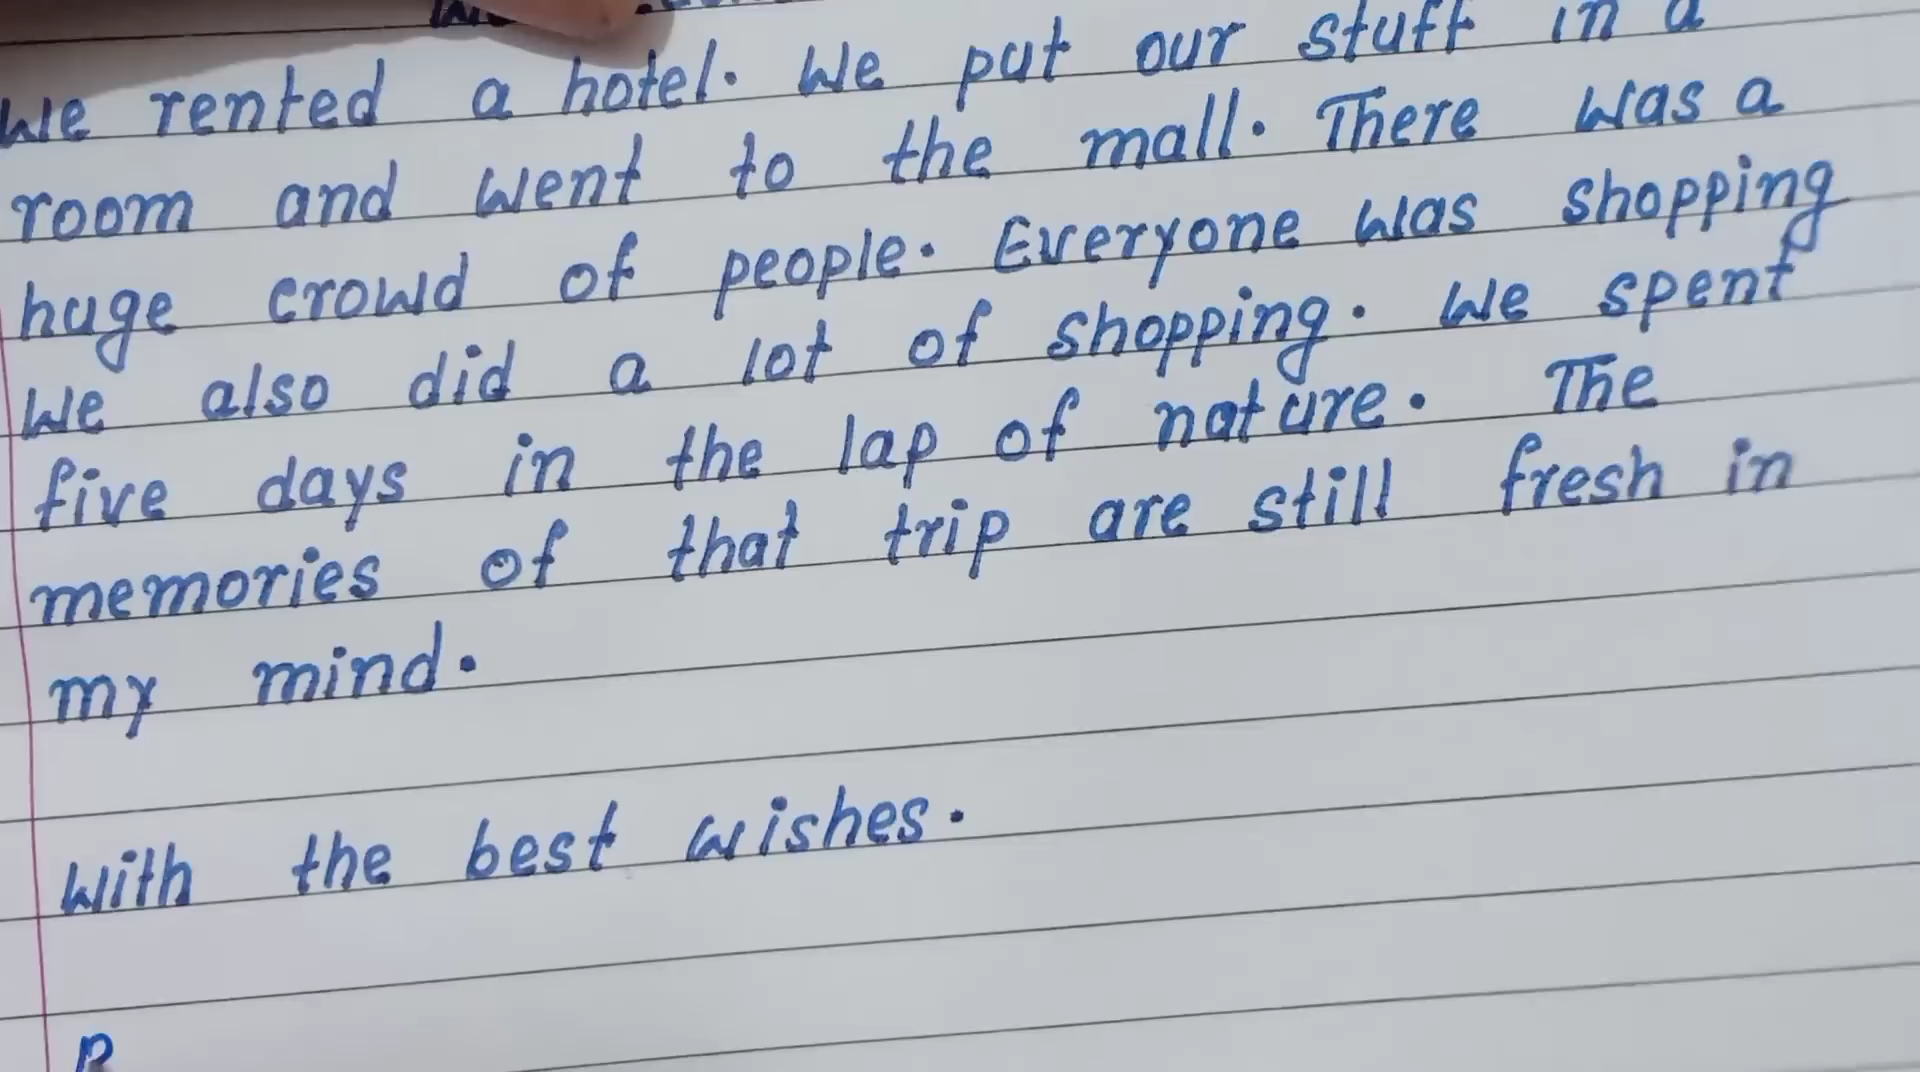 We rented a hotel. We put our stuff in a
room and went to the mall. There was a
huge crowd of people. Everyone was shopping
We also did a lot of shopping. We spent
five days in the lap of nature. The
memories of that trip are still fresh in
my mind.
With the best wishes.